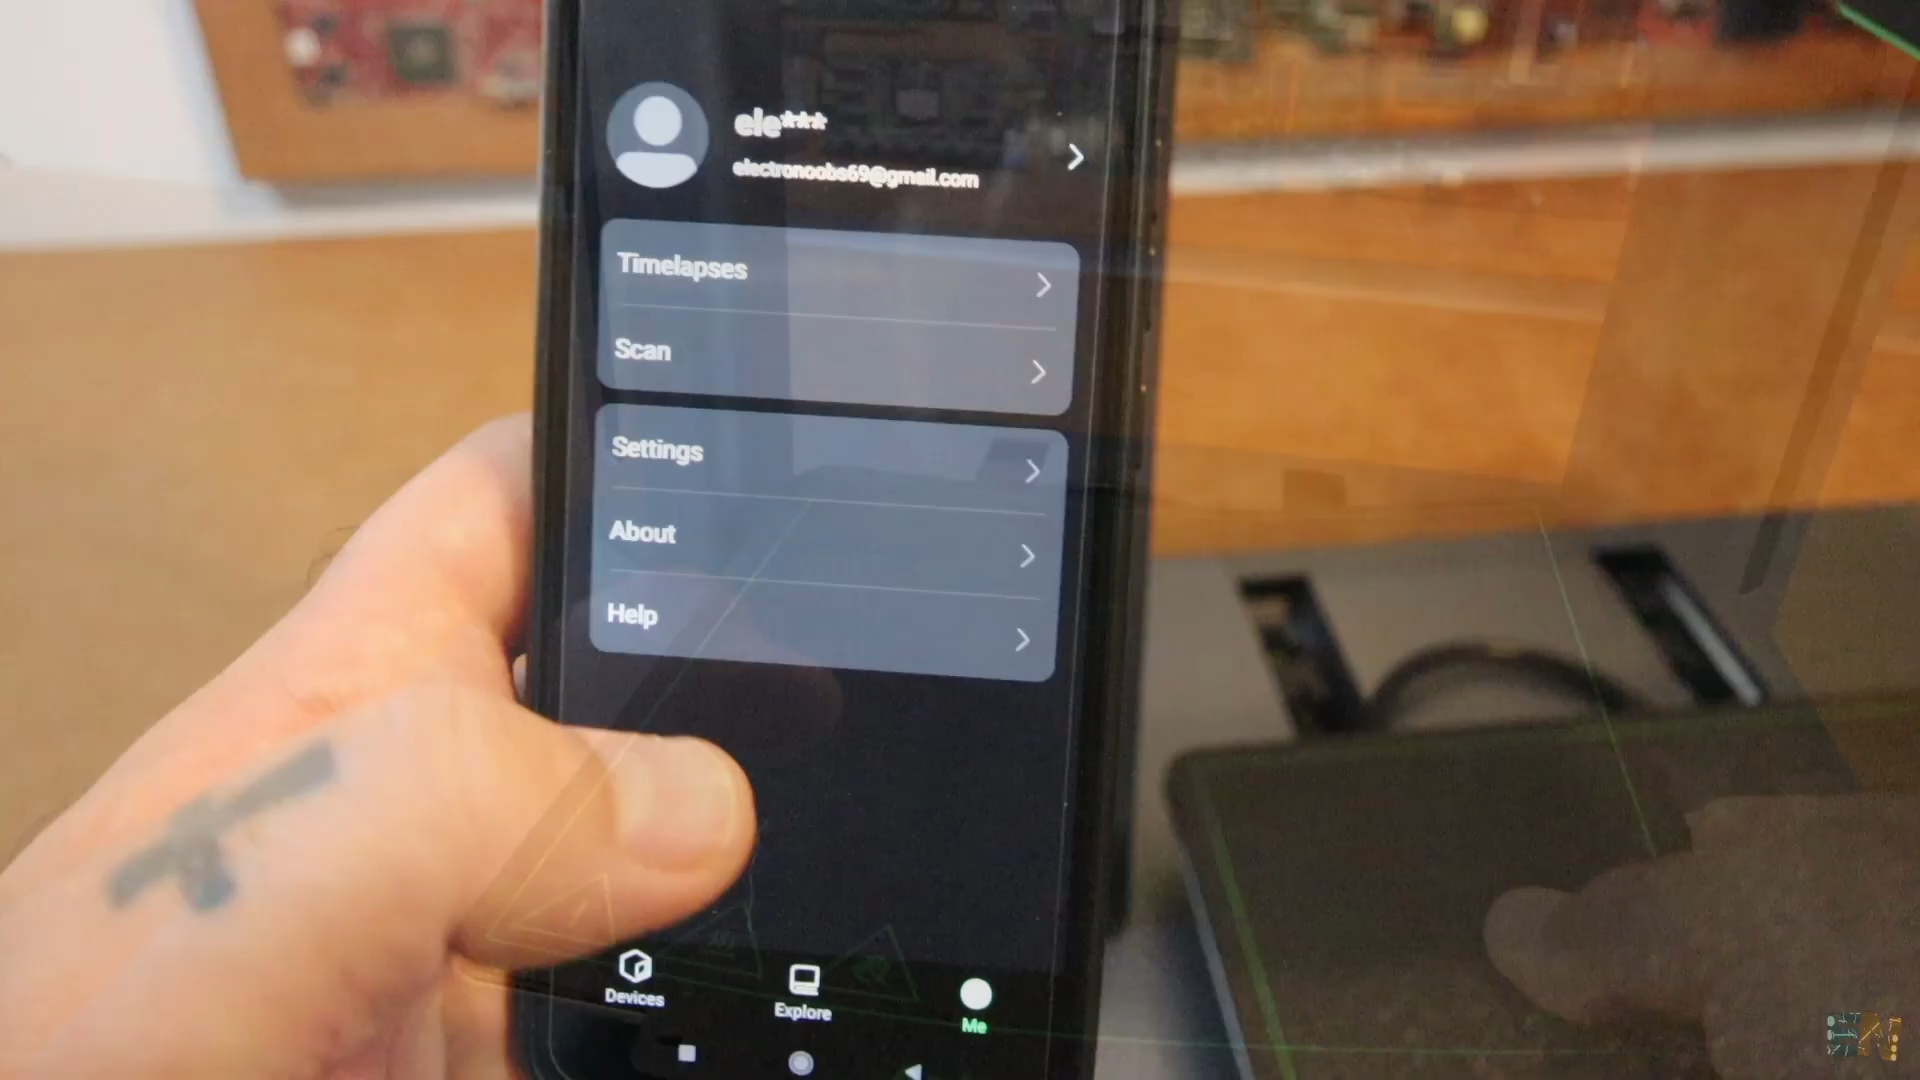 ele***
electronoobs69@gmail.com
Timelapses
Scan
Settings
About
Help
Devices
Explore
Me